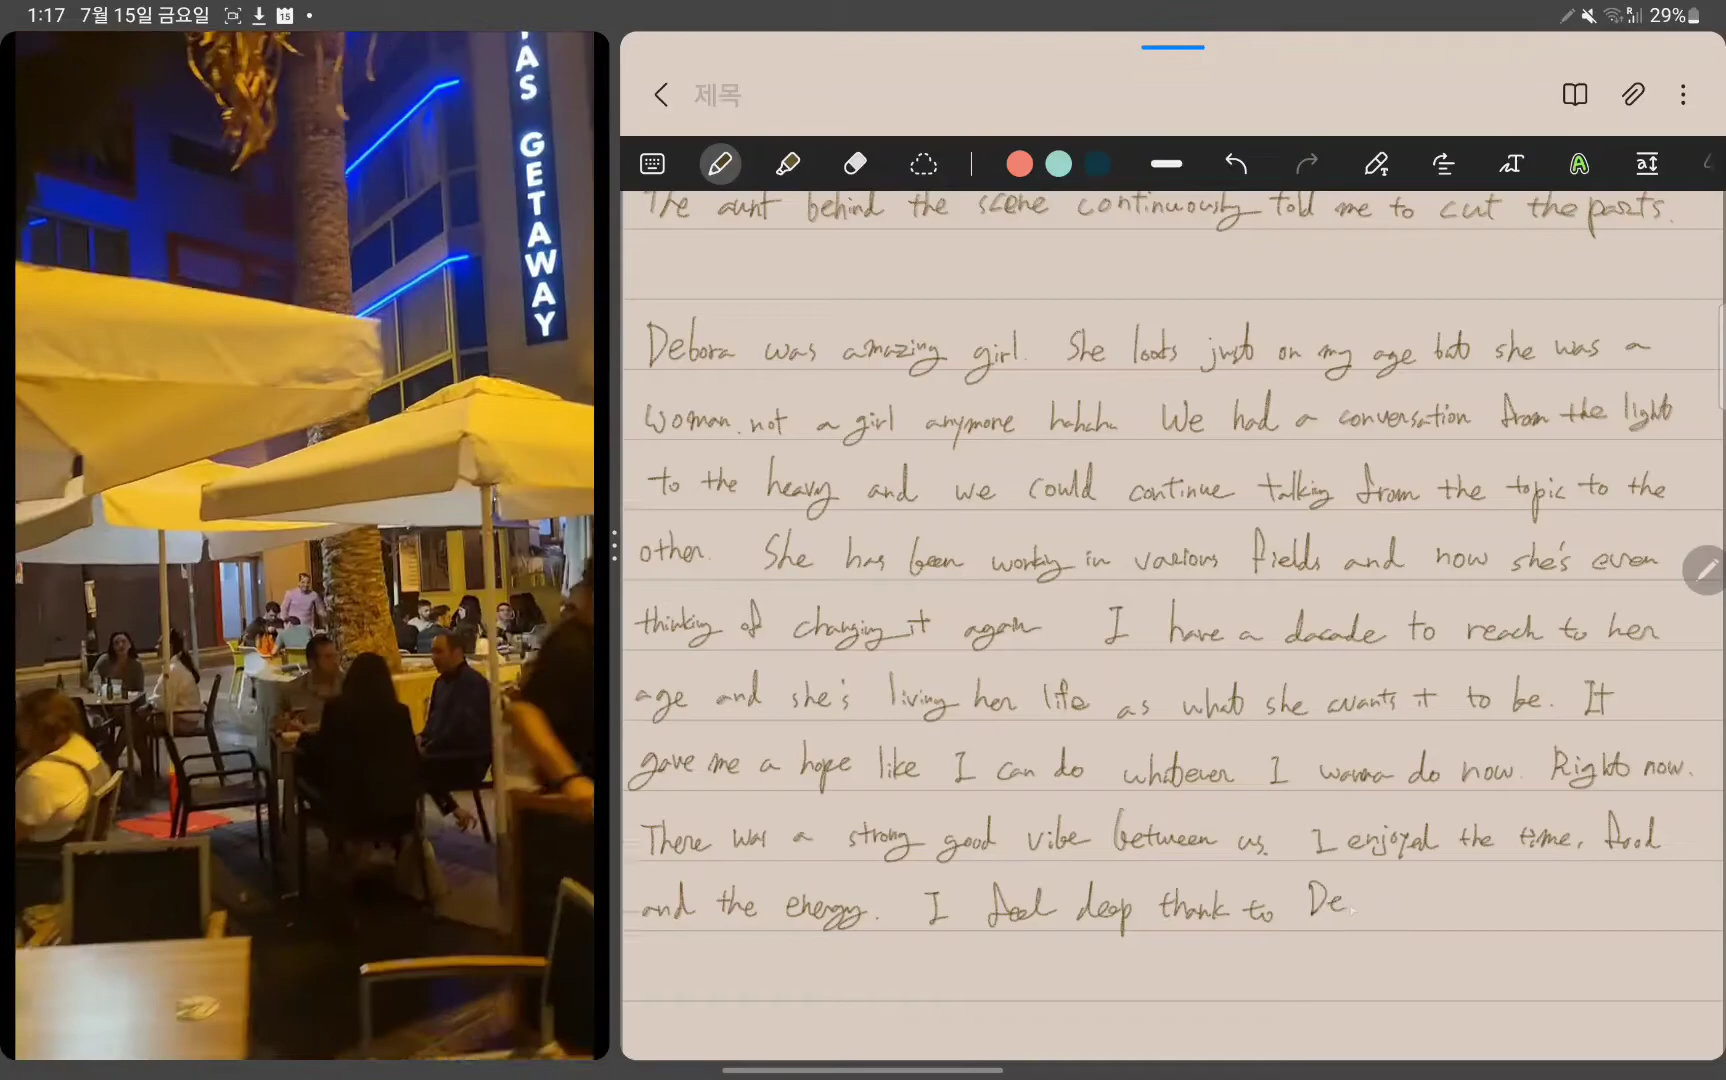 1:17 7월 15일 금요일 15
R 29%
AS GETAWAY
제목
The aunt behind the scene continuously told me to cut the parts.
Debora was amazing girl. She looks just on my age but she was a
woman. not a girl anymore hahaha We had a conversation from the light
to the heavy and we could continue talking from the topic to the
other. She has been working in various fields and now she's even
thinking of changing it again I have a dacade to reach to her
age and she's living her life as what she wants it to be. It
gave me a hope like I can do whatever I wanna do now. Right now.
There was a strong good vibe between us. I enjoyed the time, food
and the energy. I feel deep thank to De